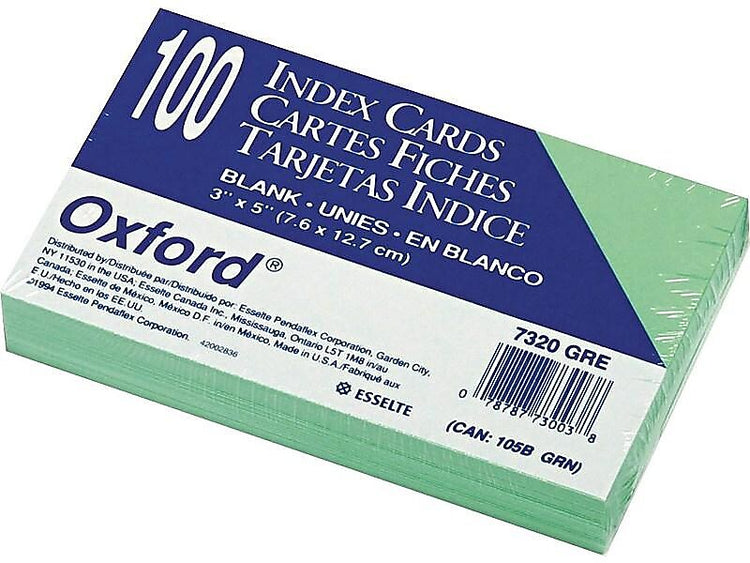 100
INDEX CARDS
CARTES FICHES
TARJETAS INDICE
BLANK · UNIES · EN BLANCO
3" x 5" (7.6 x 12.7 cm)
Oxford®
Distributed by/Distribuée par/Distribuido por: Esselte Pendaflex Corporation, Garden City,
NY 11530 in the USA; Esselte Canada Inc., Mississauga, Ontario L5T 1M8 in/au
Canada; Esselte de México, México D.F. in/en México, Made in U.S.A./Fabriqué aux
E.U./Hecho en los EE.UU.
©1994 Esselte Pendaflex Corporation.
42002836
ESSELTE
7320 GRE
0 78787 73003 8
(CAN: 105B GRN)